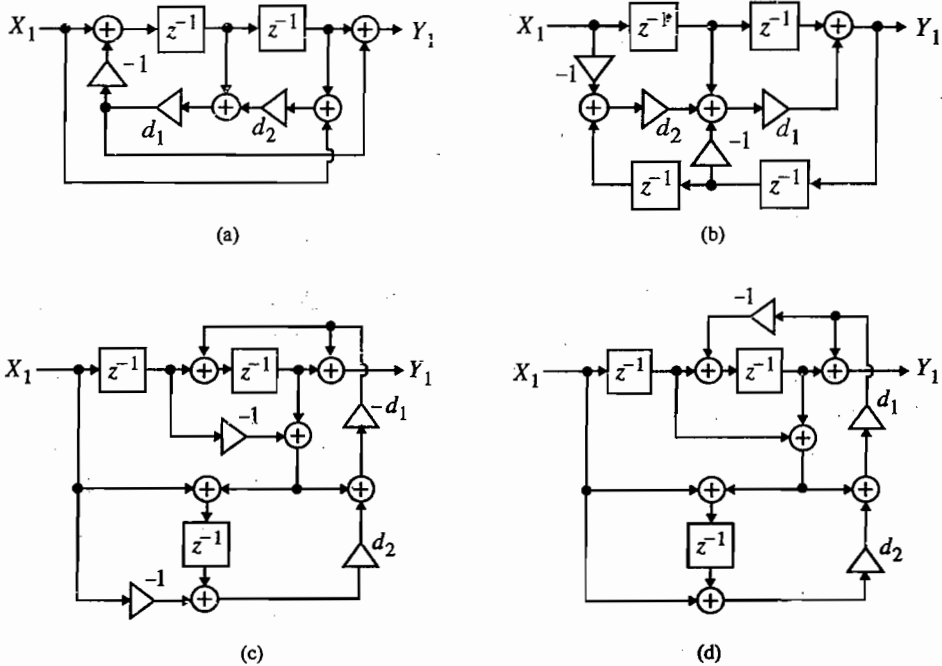 X₁ z⁻¹ z⁻¹ Y₁
-1
d₁ d₂
(a)
X₁ z⁻¹ z⁻¹ Y₁
-1
d₂ d₁
-1
z⁻¹ z⁻¹
(b)
X₁ z⁻¹ z⁻¹ Y₁
-d₁
-1
z⁻¹
d₂
-1
(c)
-1
X₁ z⁻¹ z⁻¹ Y₁
d₁
z⁻¹
d₂
(d)